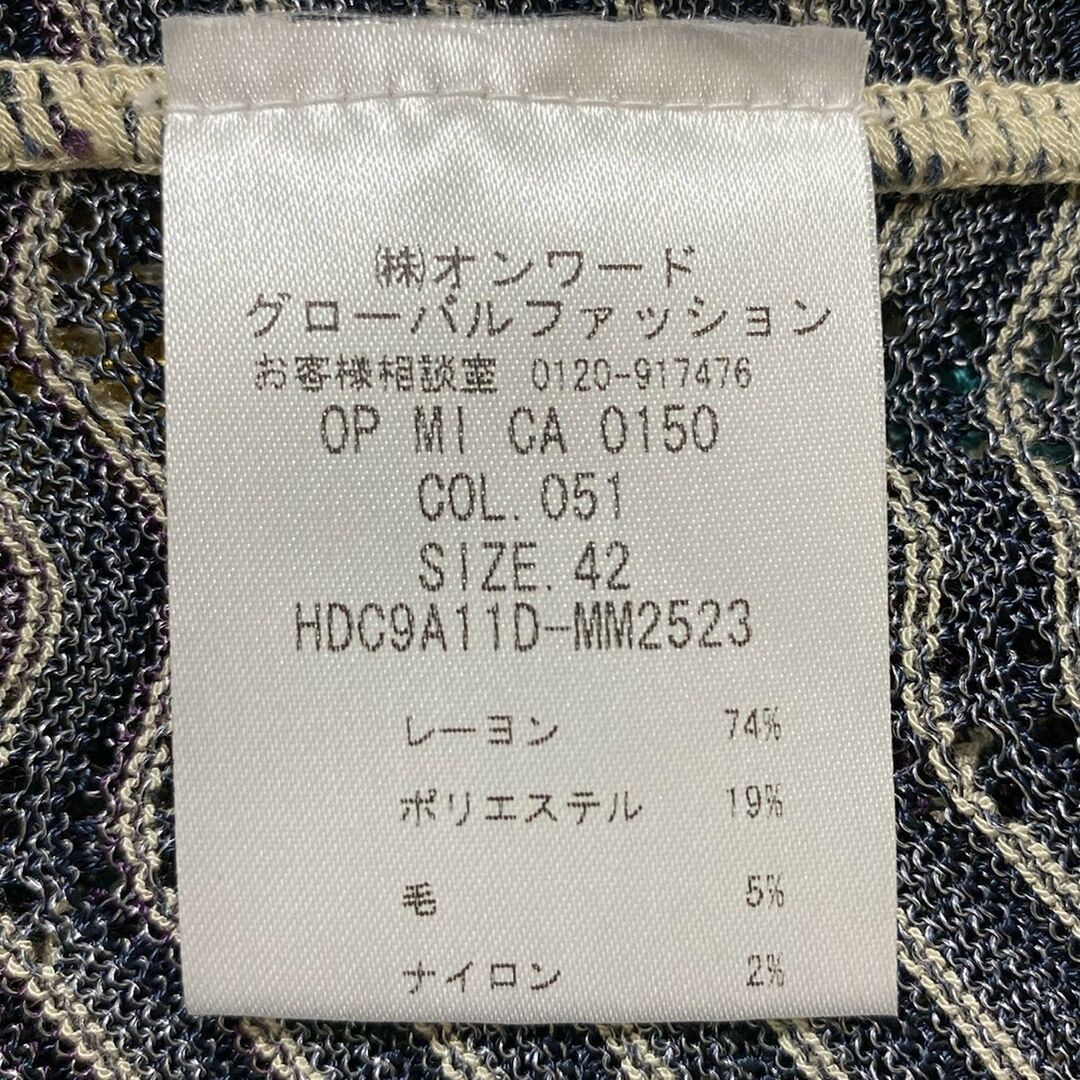 ㈱オンワード
グローバルファッション
お客様相談室 0120-917476
OP MI CA 0150
COL. 051
SIZE. 42
HDC9A11D-MM2523
レーヨン 74%
ポリエステル 19%
毛 5%
ナイロン 2%